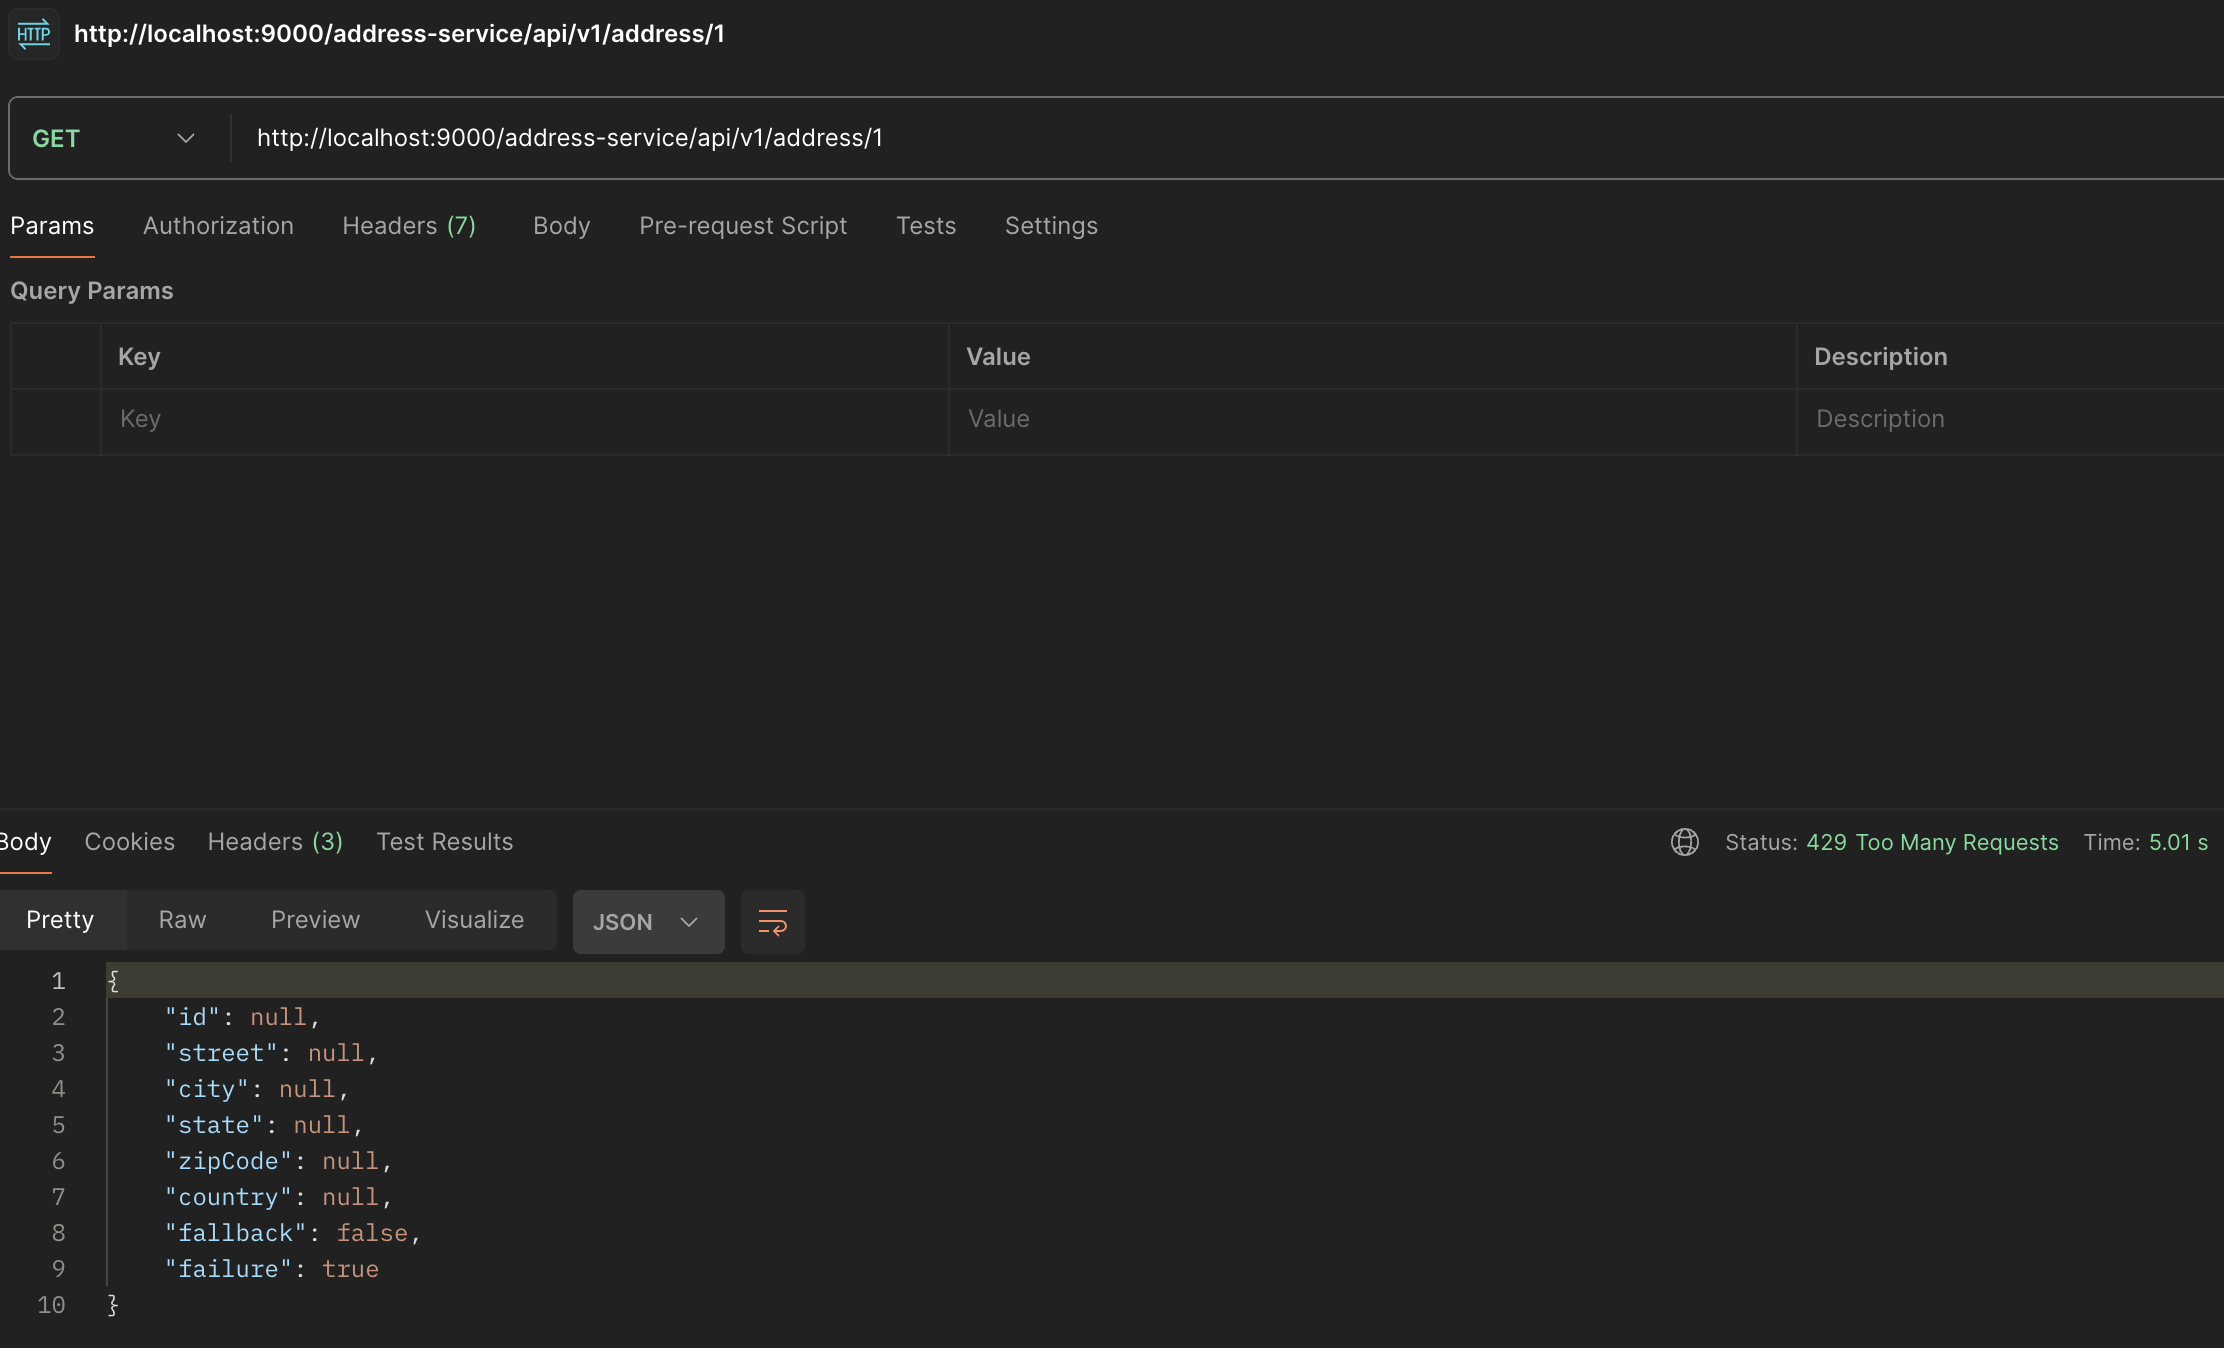 HTTP http://localhost:9000/address-service/api/v1/address/1
GET http://localhost:9000/address-service/api/v1/address/1
Params Authorization Headers (7) Body Pre-request Script Tests Settings
Query Params
Key Value Description
Key Value Description
Body Cookies Headers (3) Test Results Status: 429 Too Many Requests Time: 5.01 s
Pretty Raw Preview Visualize JSON
1 {
2 "id": null,
3 "street": null,
4 "city": null,
5 "state": null,
6 "zipCode": null,
7 "country": null,
8 "fallback": false,
9 "failure": true
10 }